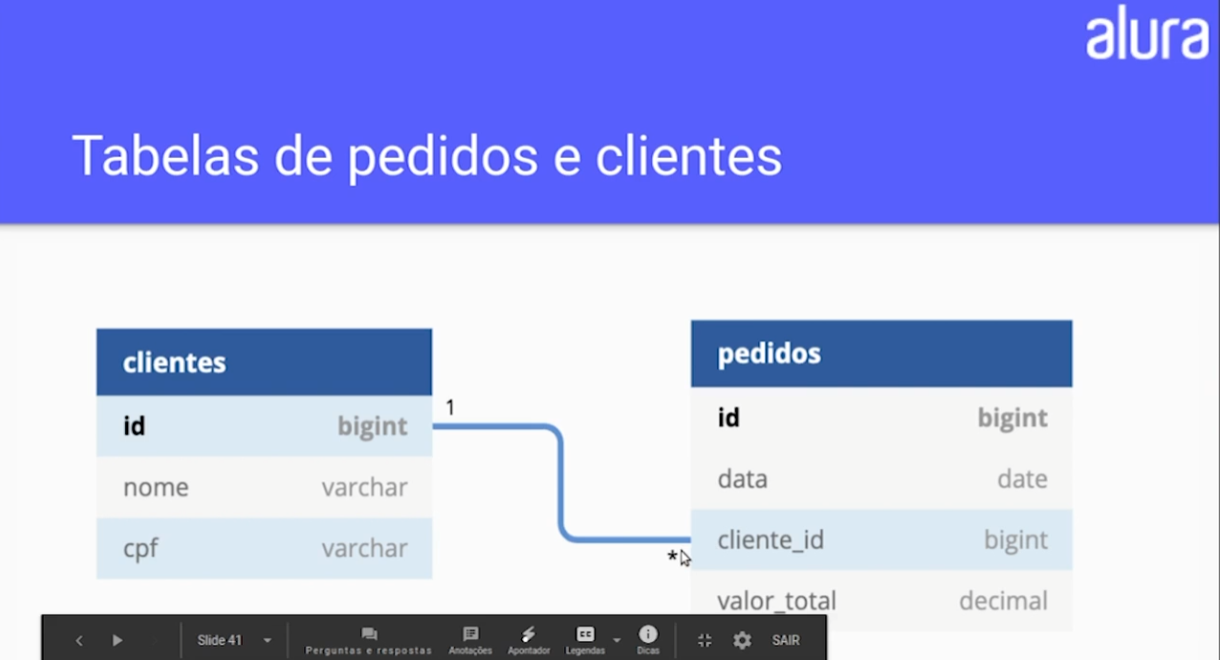 alura
Tabelas de pedidos e clientes
clientes
id bigint
nome varchar
cpf varchar
1
*
pedidos
id bigint
data date
cliente_id bigint
valor_total decimal
Slide 41
Perguntas e respostas
Anotações
Apontador
CC
Legendas
Dicas
SAIR